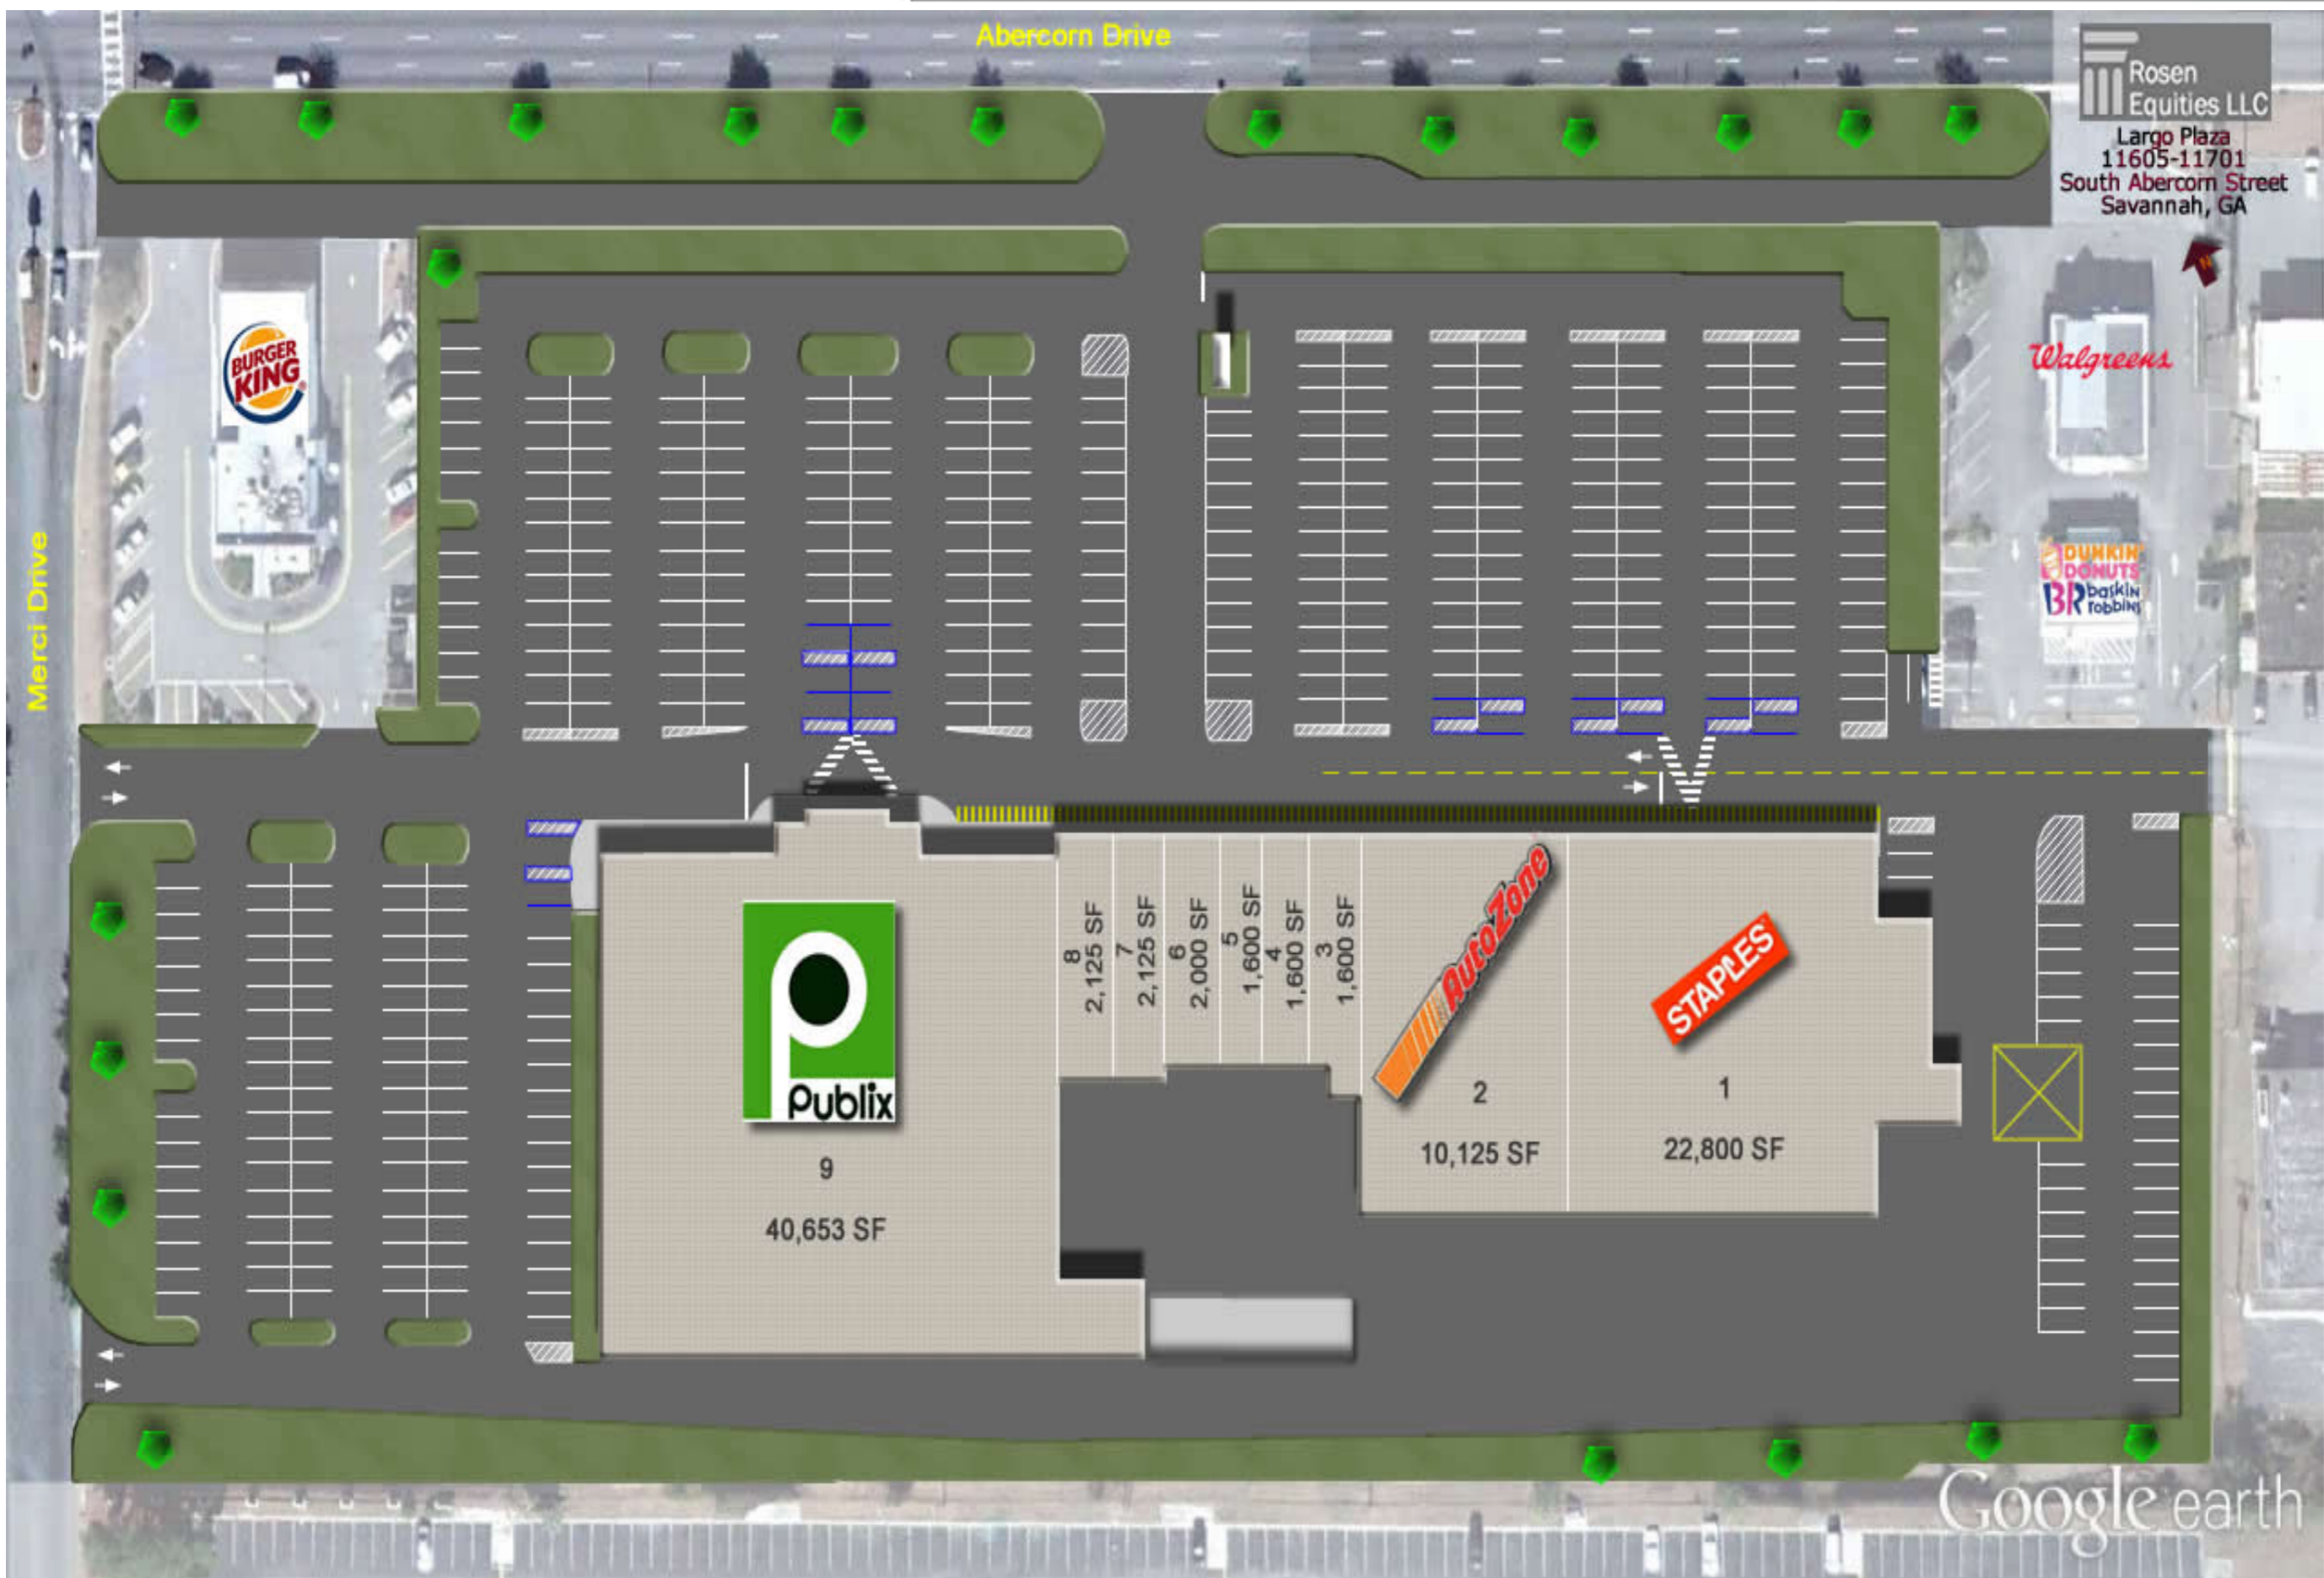 Abercorn Drive
Rosen
Equities LLC
Largo Plaza
11605-11701
South Abercorn Street
Savannah, GA
N
BURGER
KING
®
Walgreens
DUNKIN'
DONUTS
BR baskin
robbins
Merci Drive
8
2,125 SF
7
2,125 SF
6
2,000 SF
5
1,600 SF
4
1,600 SF
3
1,600 SF
AutoZone
2
10,125 SF
STAPLES
1
22,800 SF
P
Publix
9
40,653 SF
Google earth